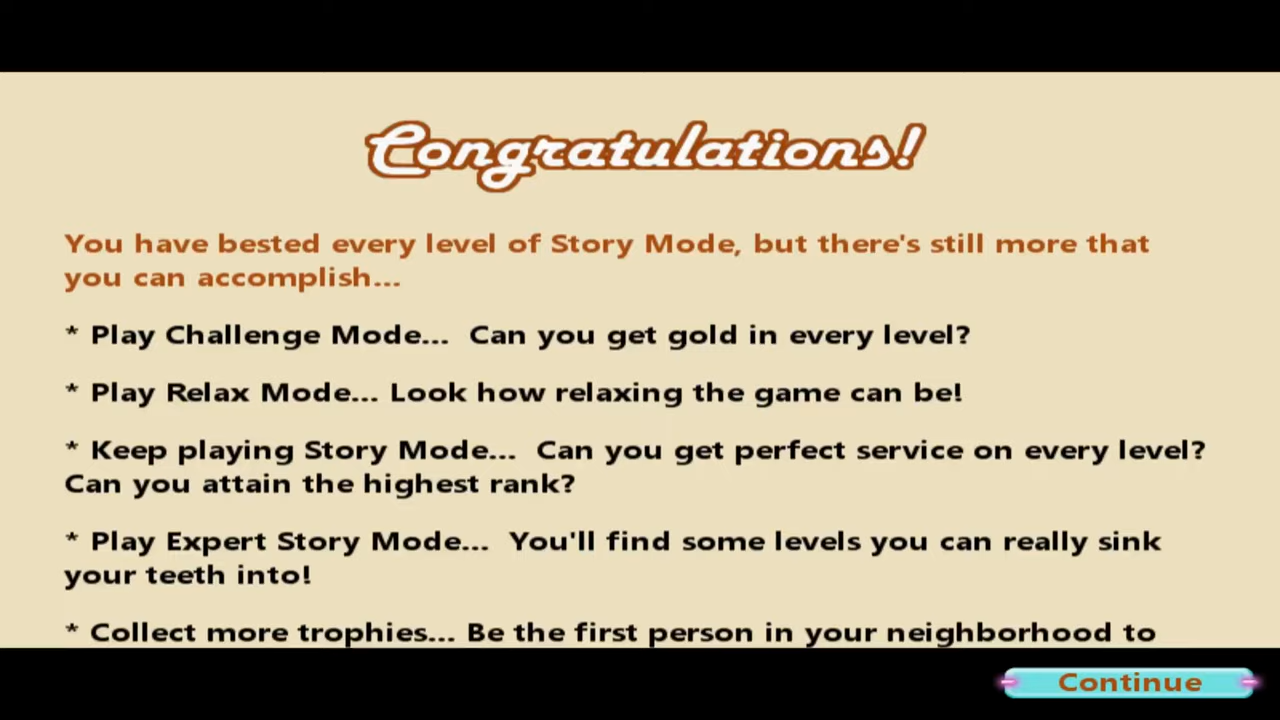 Congratulations!
You have bested every level of Story Mode, but there's still more that
you can accomplish...
* Play Challenge Mode...  Can you get gold in every level?
* Play Relax Mode... Look how relaxing the game can be!
* Keep playing Story Mode...  Can you get perfect service on every level?
Can you attain the highest rank?
* Play Expert Story Mode...  You'll find some levels you can really sink
your teeth into!
* Collect more trophies... Be the first person in your neighborhood to
Continue